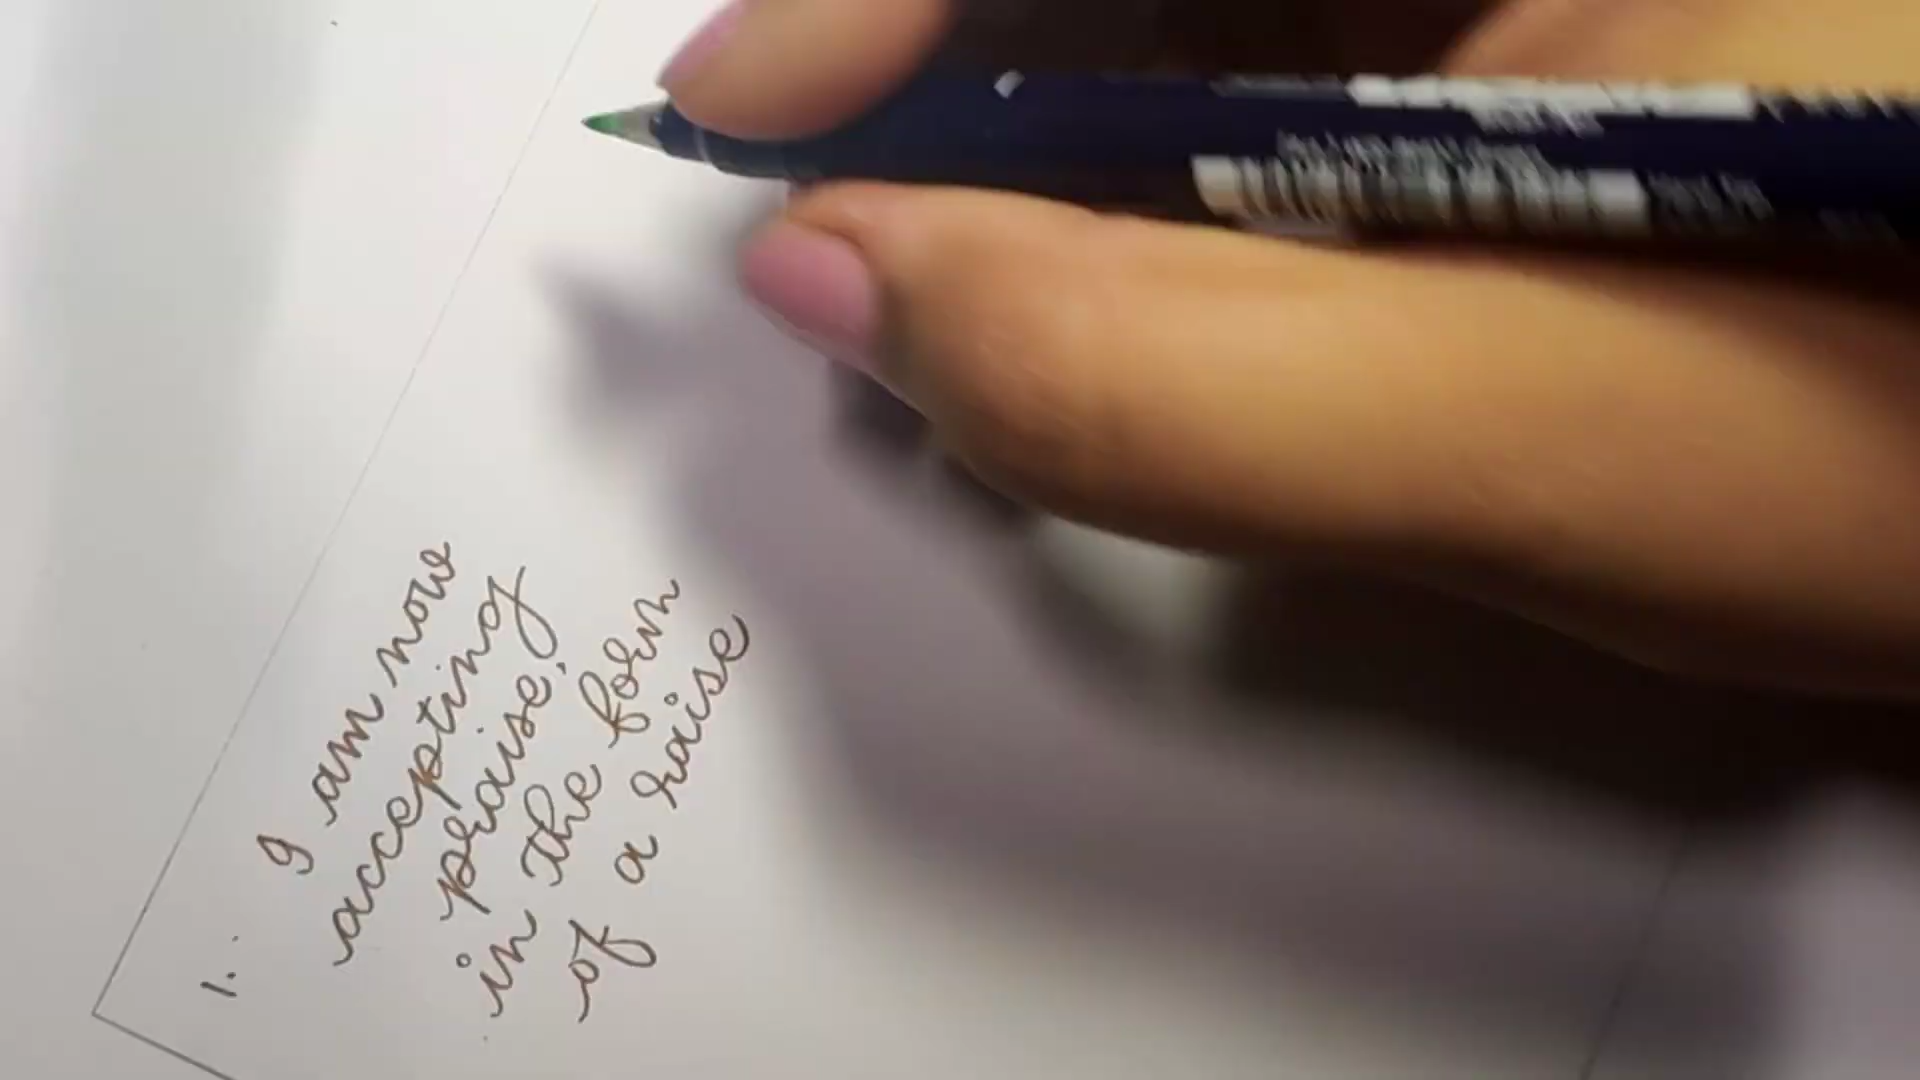 1.
I am now
accepting
praise,
in the form
of a raise